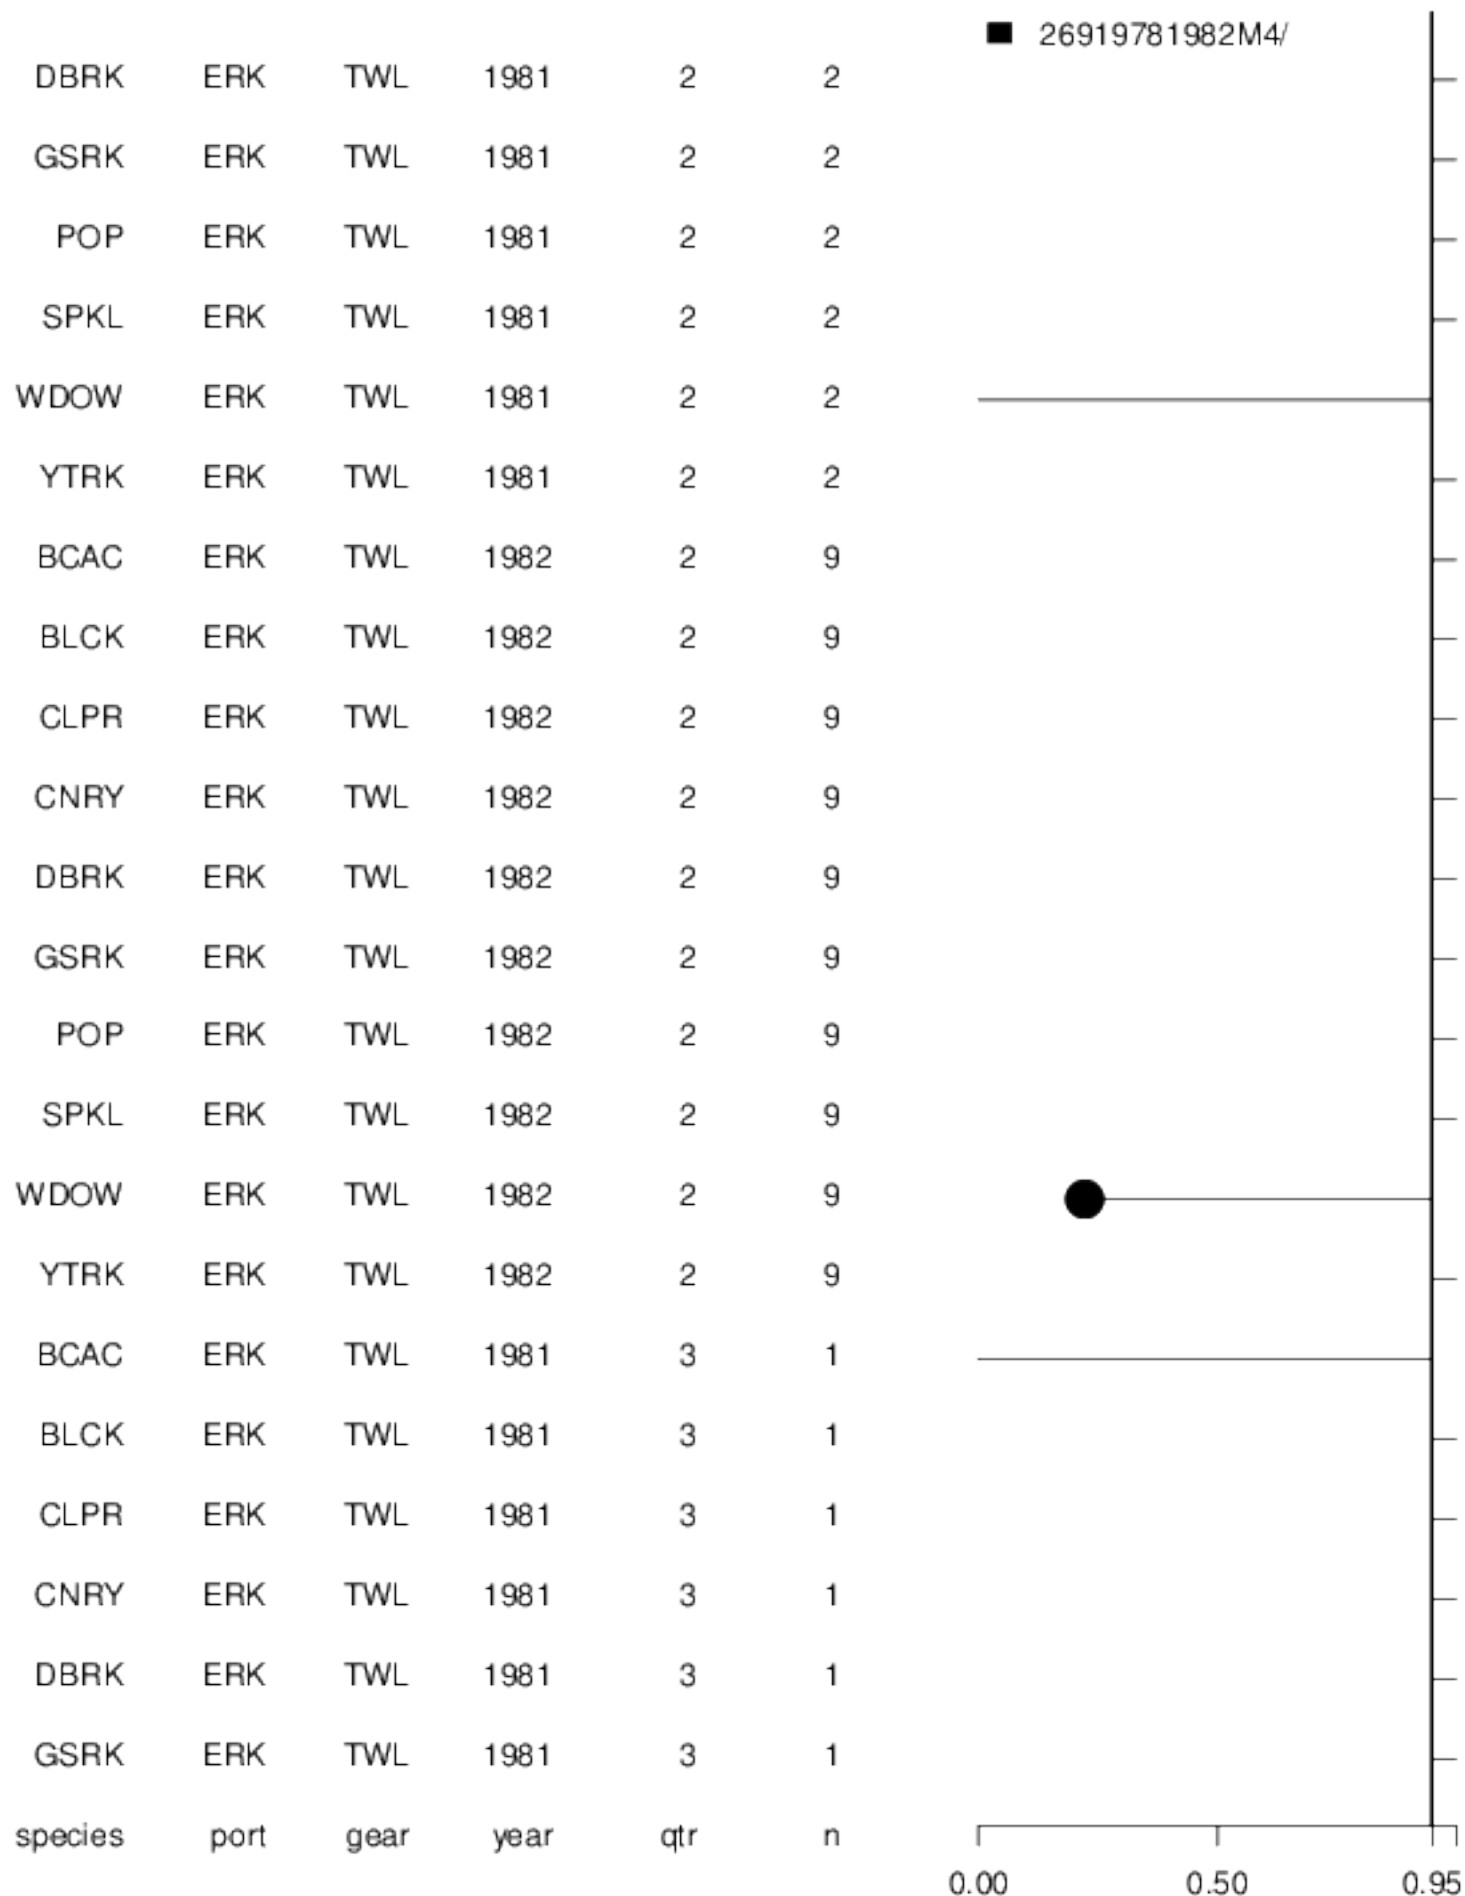 26919781982M4/
DBRK ERK TWL 1981 2 2
GSRK ERK TWL 1981 2 2
POP ERK TWL 1981 2 2
SPKL ERK TWL 1981 2 2
WDOW ERK TWL 1981 2 2
YTRK ERK TWL 1981 2 2
BCAC ERK TWL 1982 2 9
BLCK ERK TWL 1982 2 9
CLPR ERK TWL 1982 2 9
CNRY ERK TWL 1982 2 9
DBRK ERK TWL 1982 2 9
GSRK ERK TWL 1982 2 9
POP ERK TWL 1982 2 9
SPKL ERK TWL 1982 2 9
WDOW ERK TWL 1982 2 9
YTRK ERK TWL 1982 2 9
BCAC ERK TWL 1981 3 1
BLCK ERK TWL 1981 3 1
CLPR ERK TWL 1981 3 1
CNRY ERK TWL 1981 3 1
DBRK ERK TWL 1981 3 1
GSRK ERK TWL 1981 3 1
species port gear year qtr n
0.00 0.50 0.95